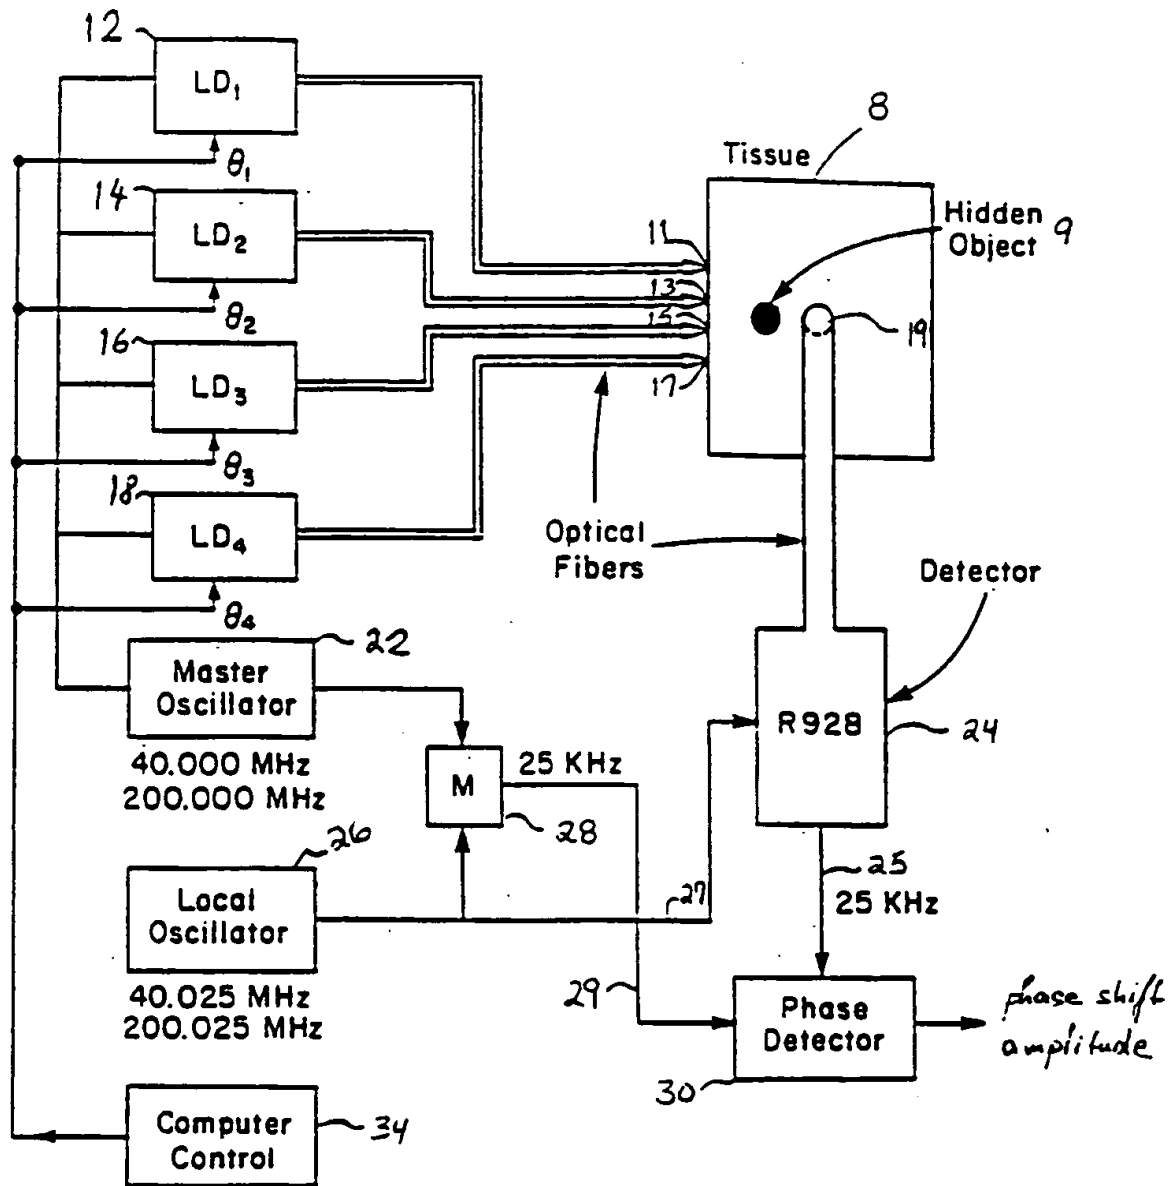 12
LD1
θ1
14
LD2
θ2
16
LD3
θ3
18
LD4
θ4
8
Tissue
Hidden
Object
9
11
13
15
17
19
Optical
Fibers
Detector
22
Master
Oscillator
40.000 MHz
200.000 MHz
M
25 KHz
28
R928
24
26
Local
Oscillator
27
25
25 KHz
40.025 MHz
200.025 MHz
29
Phase
Detector
30
phase shift
amplitude
Computer
Control
34